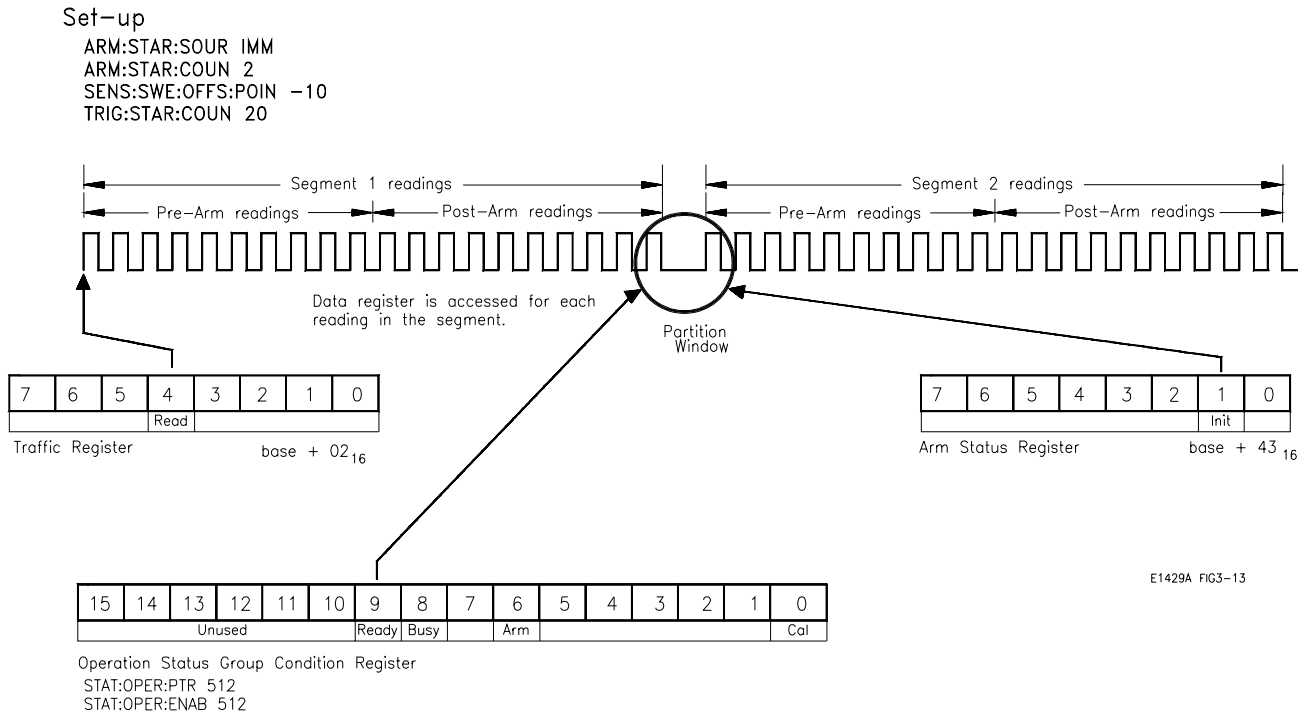 Set-up
ARM:STAR:SOUR IMM
ARM:STAR:COUN 2
SENS:SWE:OFFS:POIN -10
TRIG:STAR:COUN 20
Segment 1 readings
Segment 2 readings
Pre-Arm readings
Post-Arm readings
Pre-Arm readings
Post-Arm readings
Data register is accessed for each
reading in the segment.
Partition
Window
7 6 5 4 3 2 1 0
Read
Traffic Register
base + 02 16
7 6 5 4 3 2 1 0
Init
Arm Status Register
base + 43 16
E1429A FIG3-13
15 14 13 12 11 10 9 8 7 6 5 4 3 2 1 0
Unused Ready Busy Arm Cal
Operation Status Group Condition Register
STAT:OPER:PTR 512
STAT:OPER:ENAB 512